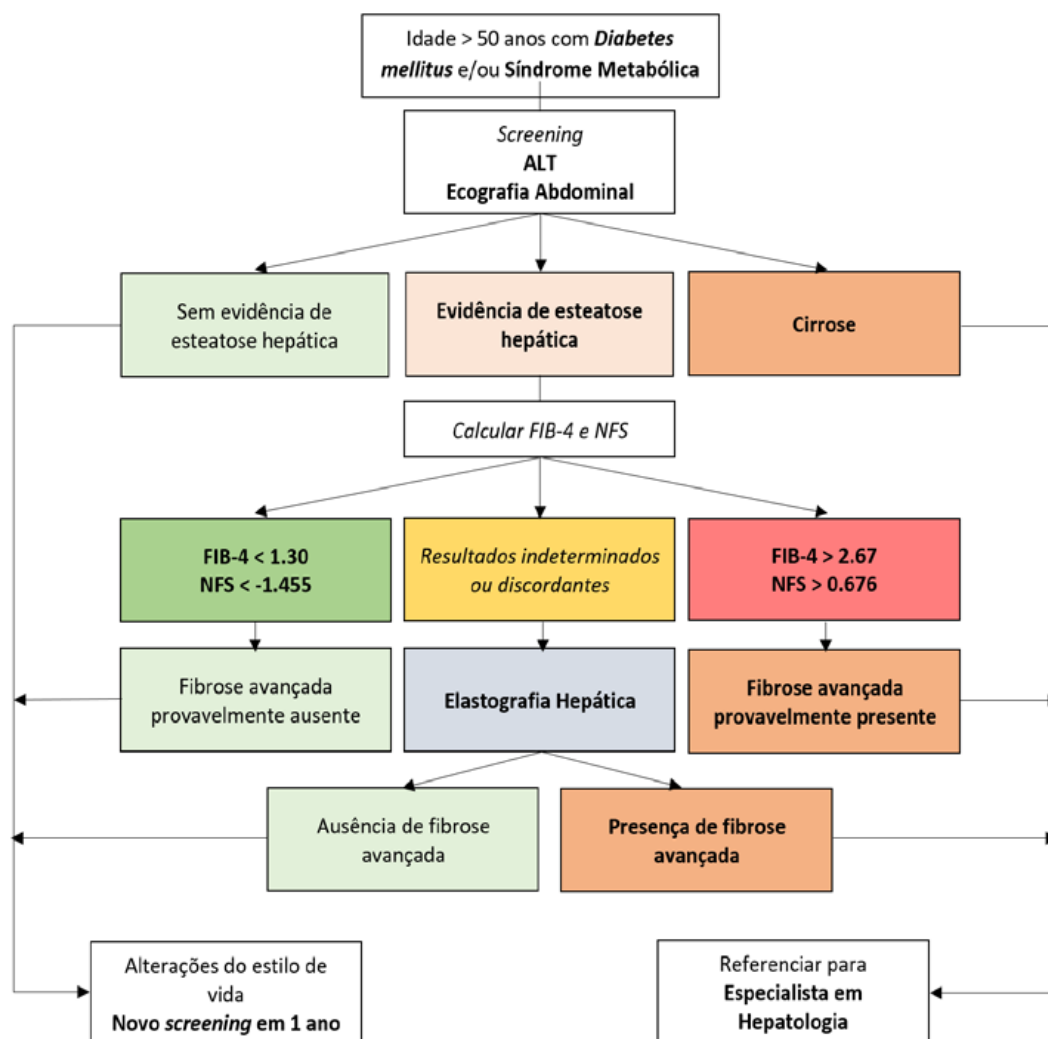 Idade > 50 anos com Diabetes
mellitus e/ou Síndrome Metabólica
Screening
ALT
Ecografia Abdominal
Sem evidência de
esteatose hepática
Evidência de esteatose
hepática
Cirrose
Calcular FIB-4 e NFS
FIB-4 < 1.30
NFS < -1.455
Resultados indeterminados
ou discordantes
FIB-4 > 2.67
NFS > 0.676
Fibrose avançada
provavelmente ausente
Elastografia Hepática
Fibrose avançada
provavelmente presente
Ausência de fibrose
avançada
Presença de fibrose
avançada
Alterações do estilo de
vida
Novo screening em 1 ano
Referenciar para
Especialista em
Hepatologia